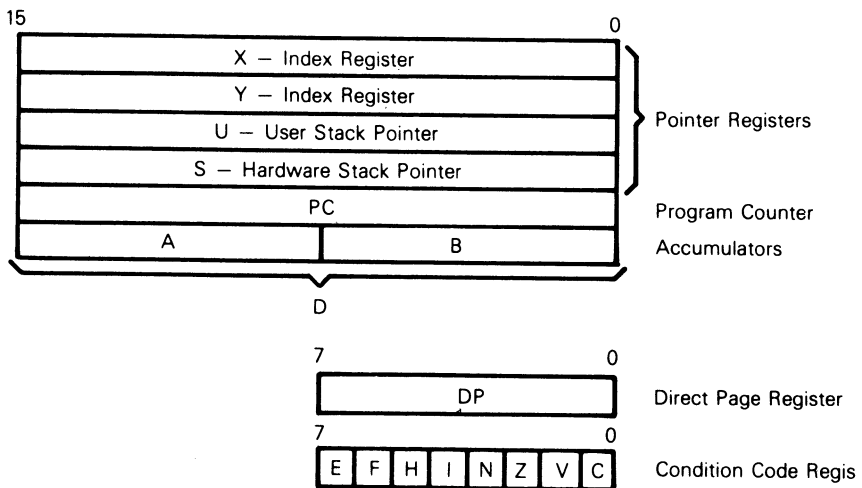 15 0
X — Index Register
Y — Index Register
U — User Stack Pointer
S — Hardware Stack Pointer
Pointer Registers
PC
Program Counter
A B
Accumulators
D
7 0
DP
Direct Page Register
7 0
E F H I N Z V C
Condition Code Regis